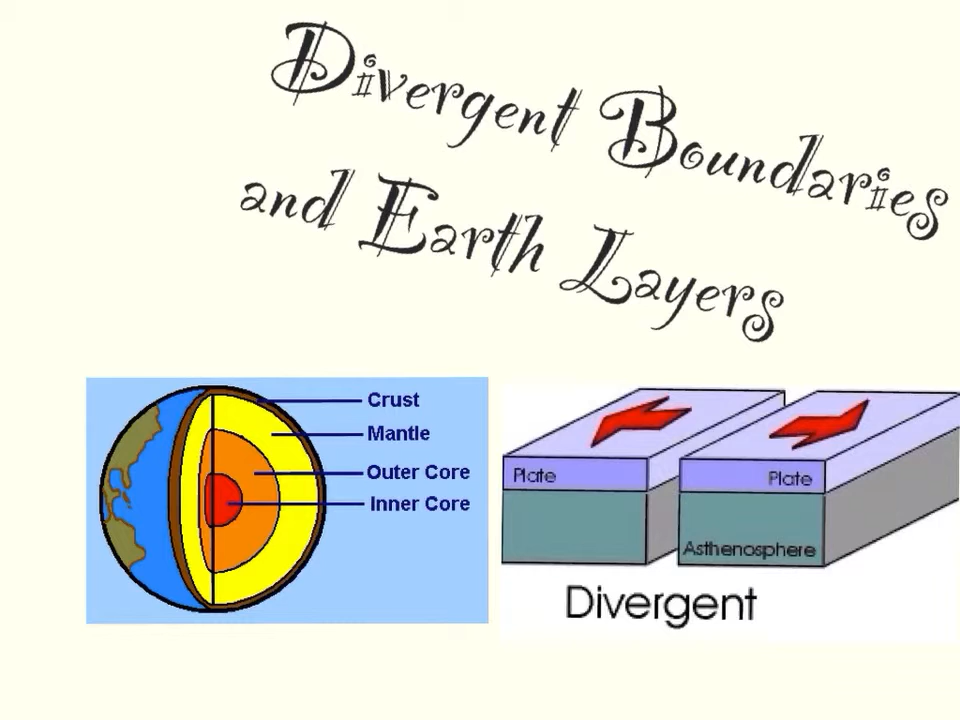 Divergent Boundaries
and Earth Layers
Crust
Mantle
Outer Core
Inner Core
Plate
Plate
Asthenosphere
Divergent